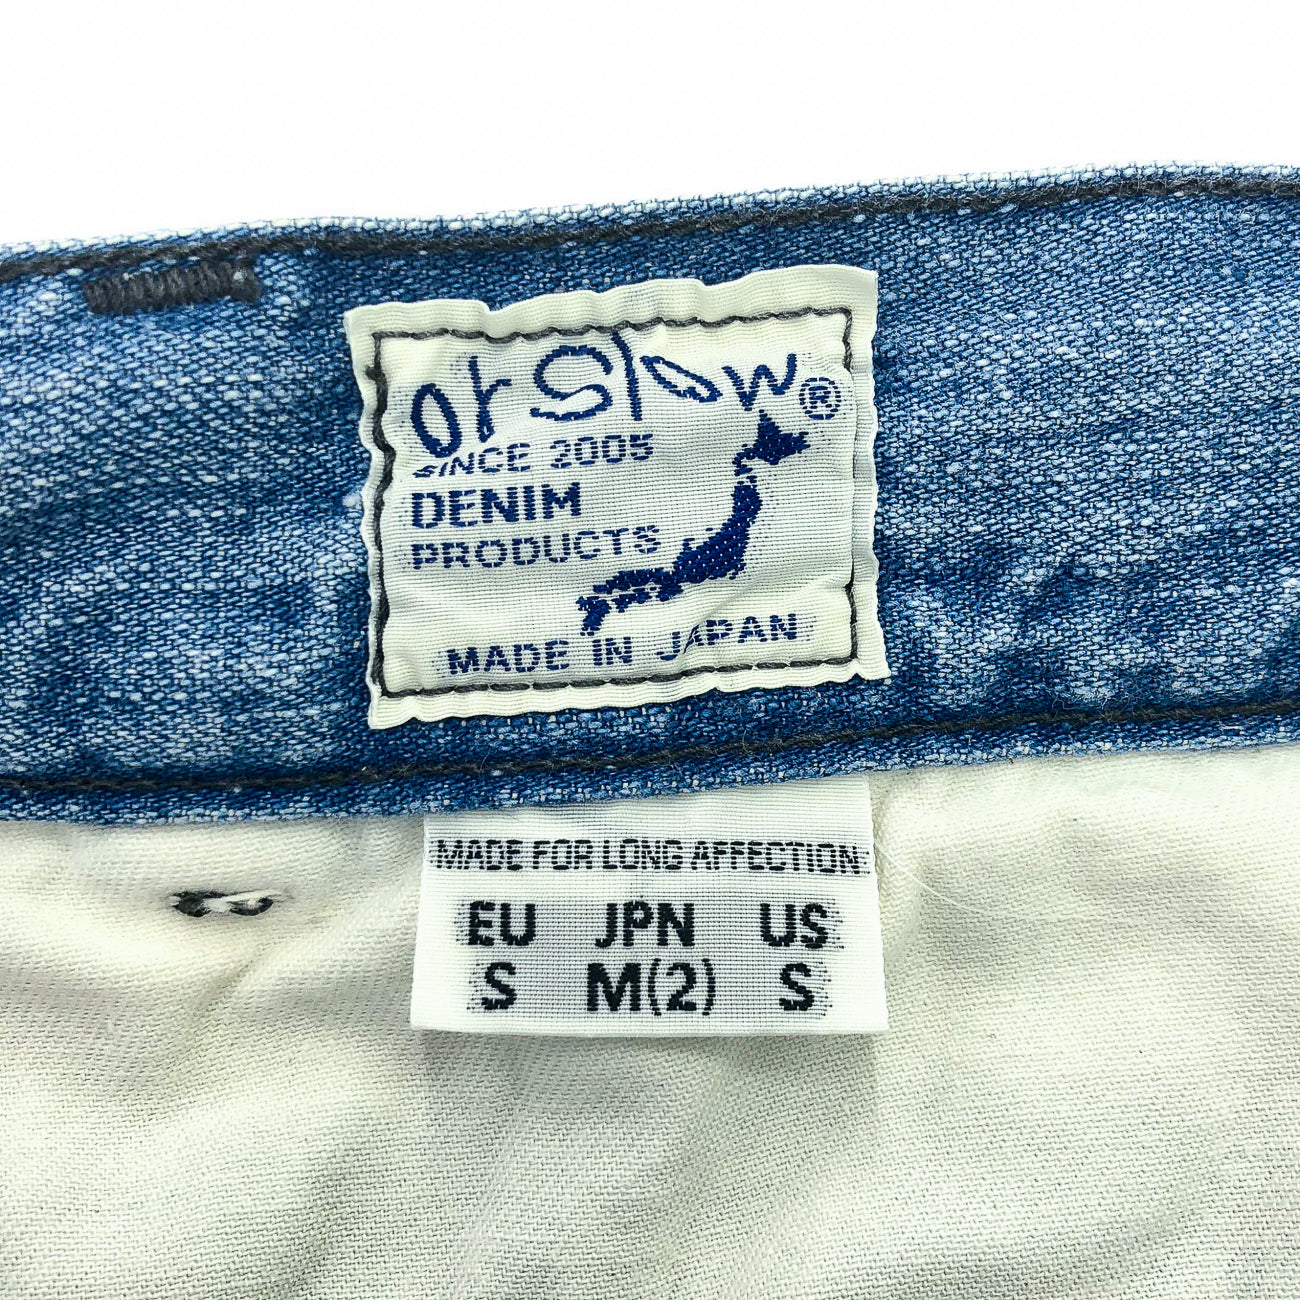 orslow®
SINCE 2005
DENIM
PRODUCTS
MADE IN JAPAN
MADE FOR LONG AFFECTION
EU JPN US
S M(2) S